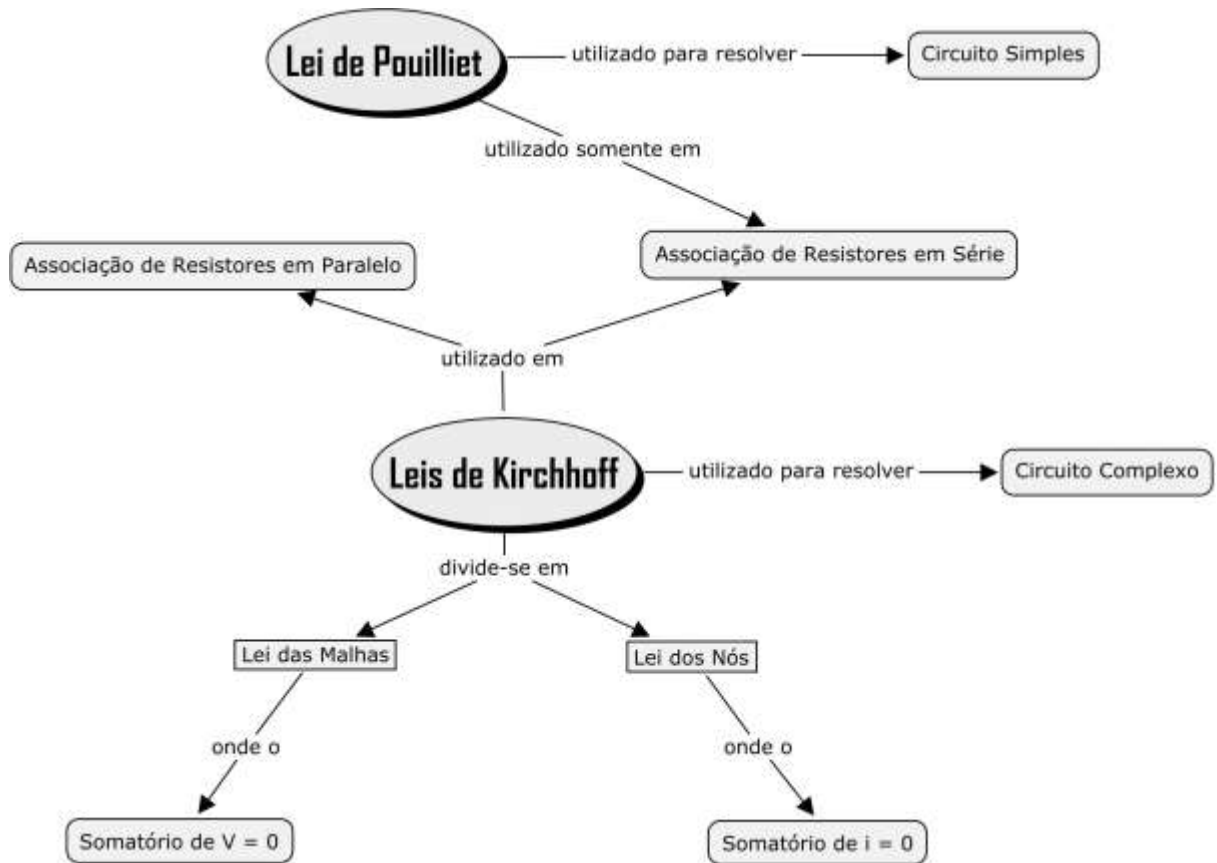 Lei de Pouilliet
utilizado para resolver
Circuito Simples
utilizado somente em
Associação de Resistores em Paralelo
Associação de Resistores em Série
utilizado em
Leis de Kirchhoff
utilizado para resolver
Circuito Complexo
divide-se em
Lei das Malhas
Lei dos Nós
onde o
onde o
Somatório de V = 0
Somatório de i = 0